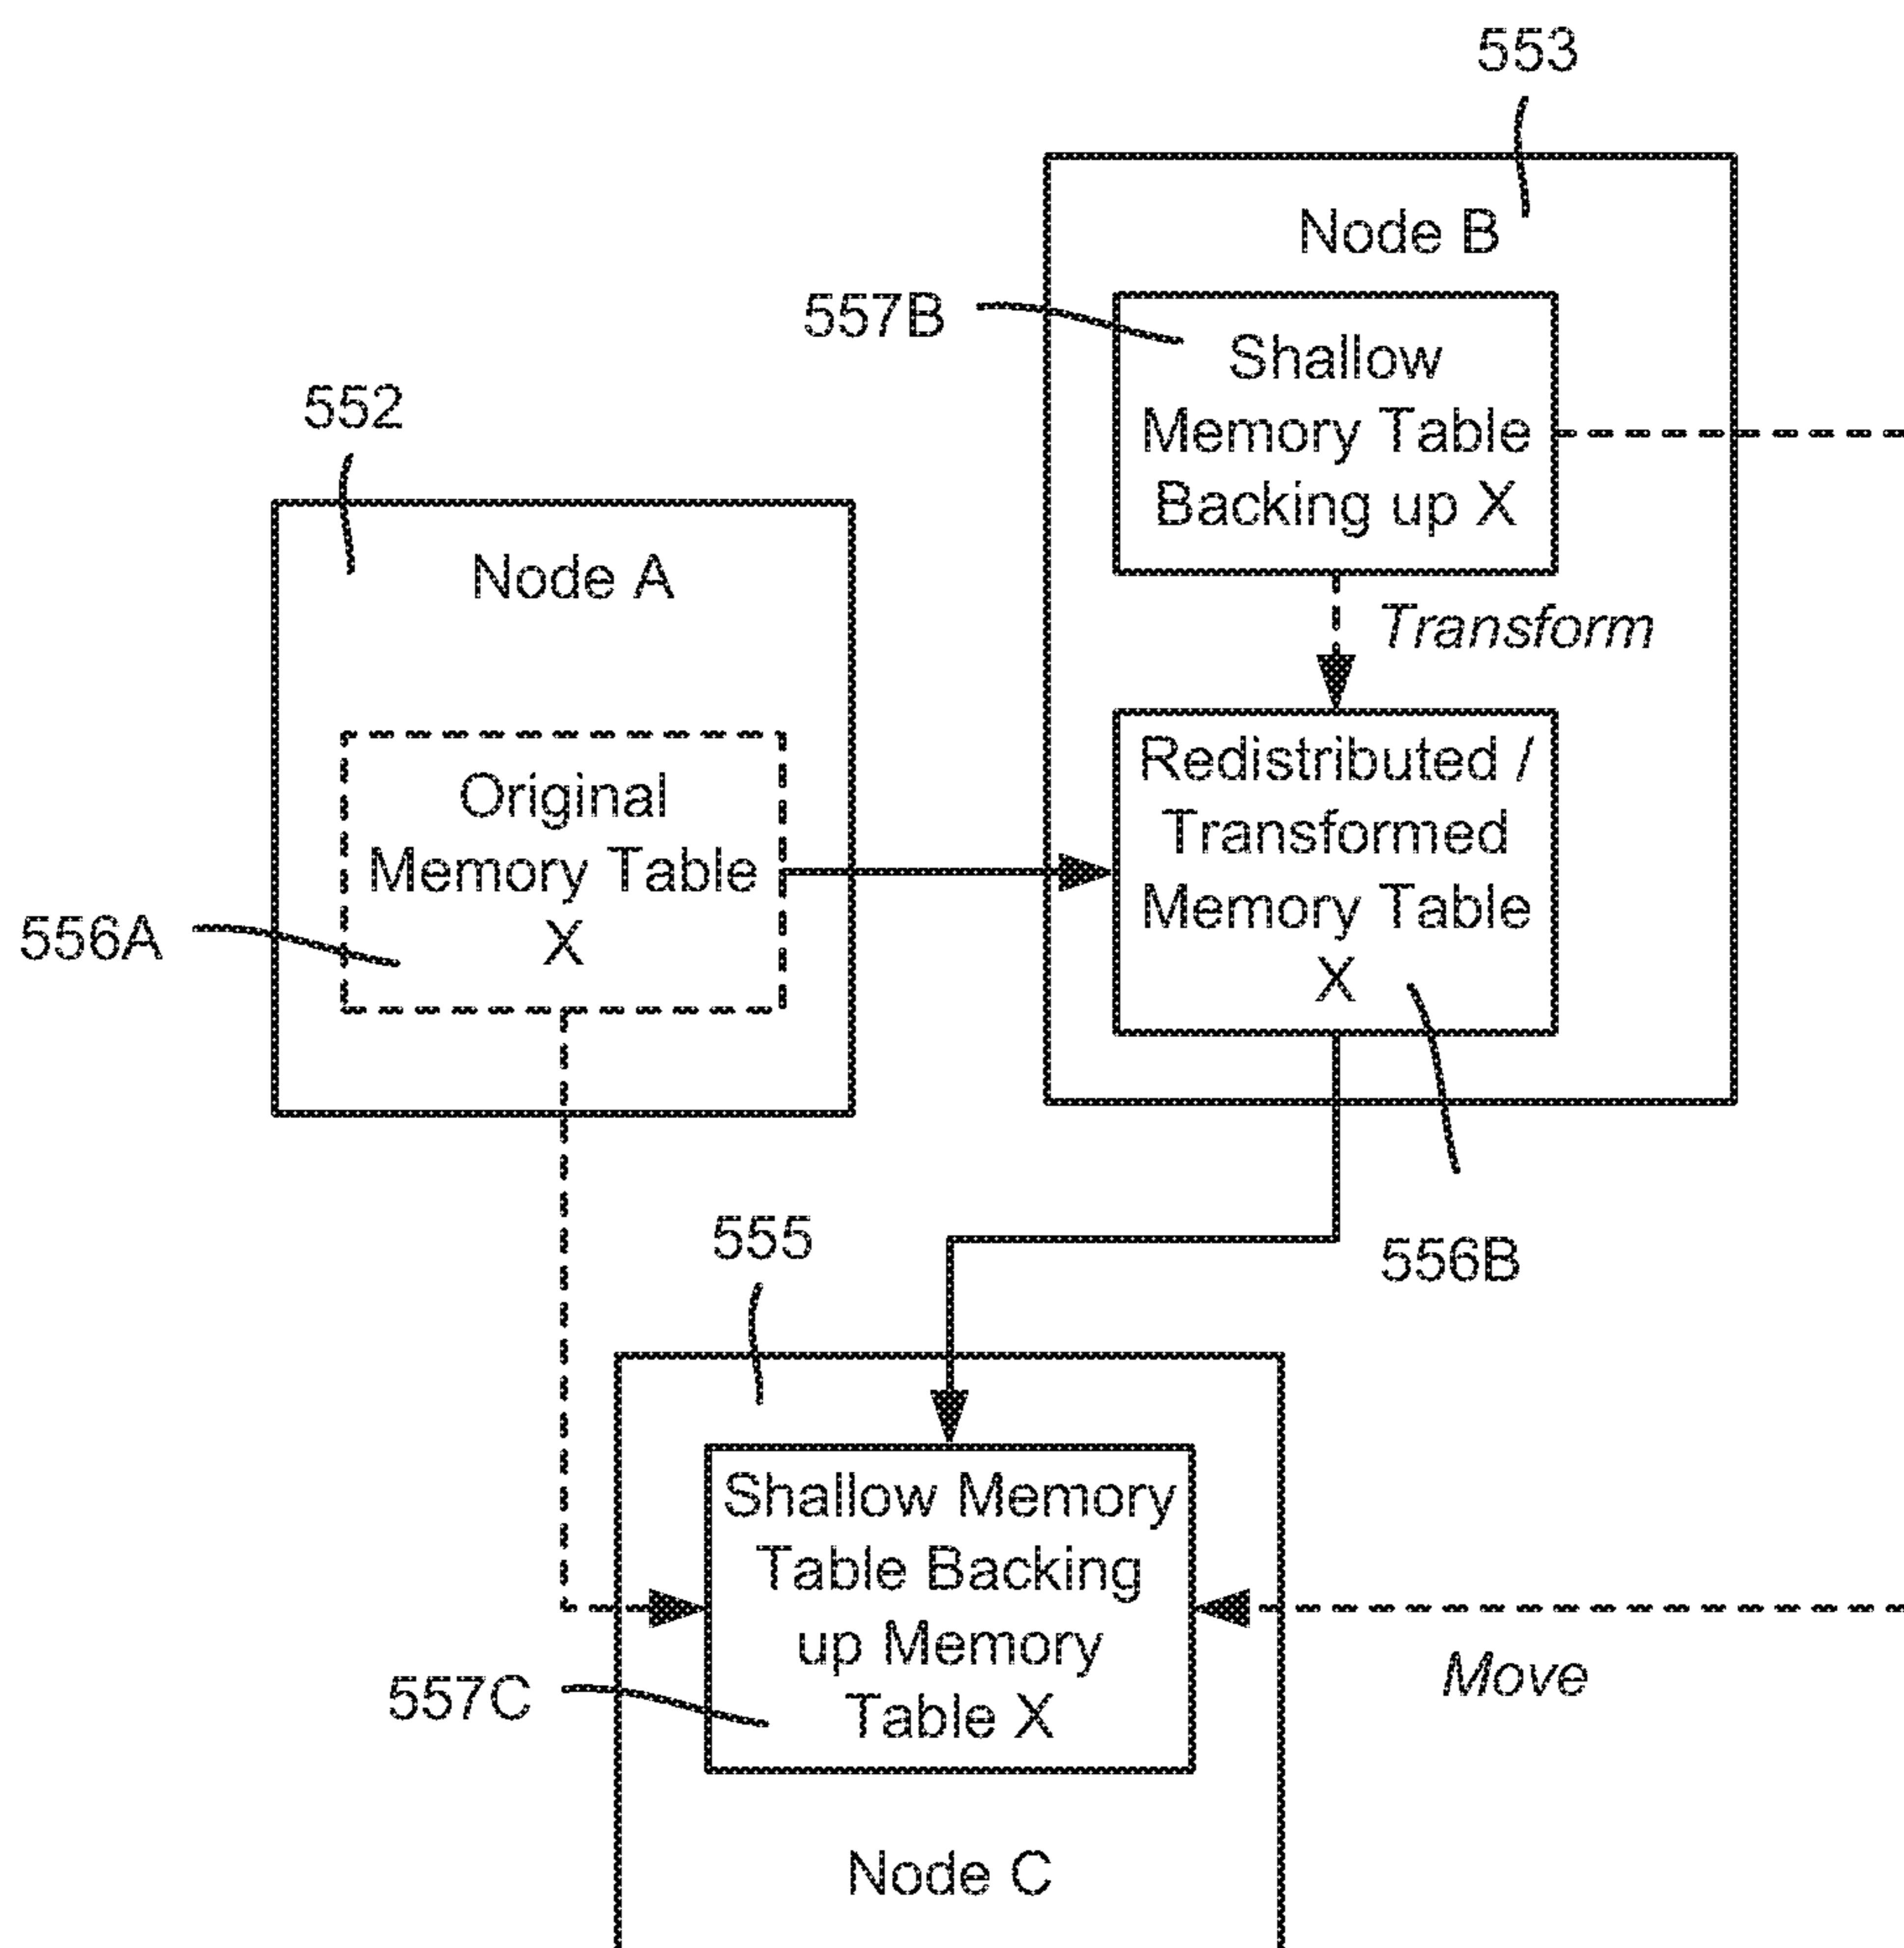 553
Node B
557B
Shallow
Memory Table
Backing up X
552
Node A
Transform
Original
Memory Table
X
556A
Redistributed /
Transformed
Memory Table
X
556B
555
Shallow Memory
Table Backing
up Memory
Table X
557C
Move
Node C